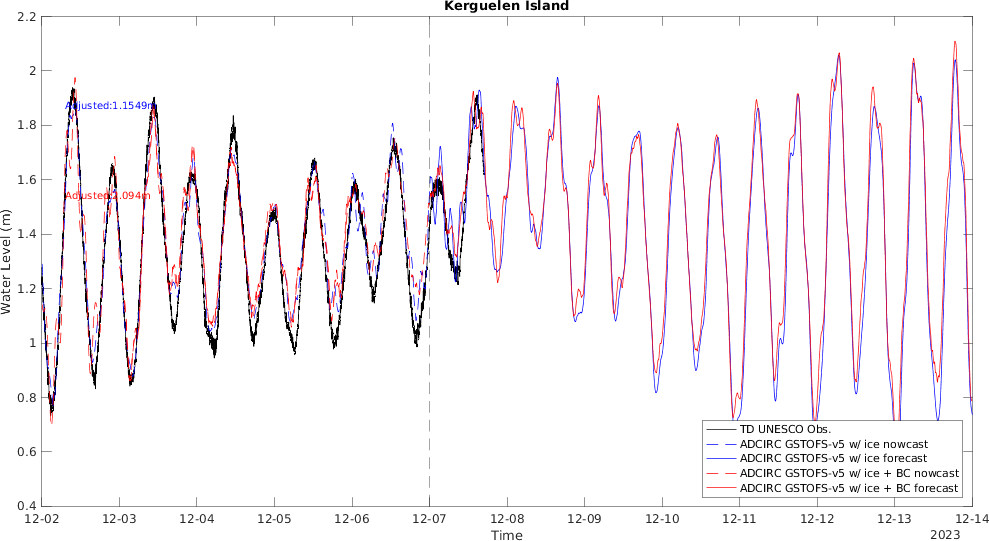 Kerguelen Island
2.2
2
1.8
1.6
1.4
1.2
1
0.8
0.6
0.4
Water Level (m)
Adjusted:1.1549m
TD UNESCO Obs.
ADCIRC GSTOFS-v5 w/ ice nowcast
ADCIRC GSTOFS-v5 w/ ice forecast
ADCIRC GSTOFS-v5 w/ ice + BC nowcast
ADCIRC GSTOFS-v5 w/ ice + BC forecast
12-02 12-03 12-04 12-05 12-06 12-07 12-08 12-09 12-10 12-11 12-12 12-13 12-14
Time
2023